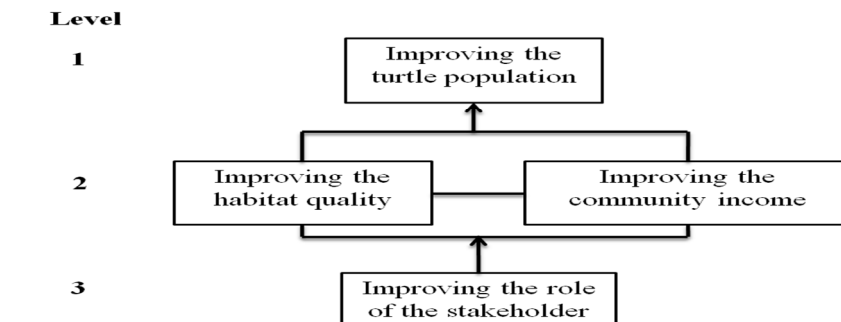 Level
1
Improving the
turtle population
2
Improving the
habitat quality
Improving the
community income
3
Improving the role
of the stakeholder